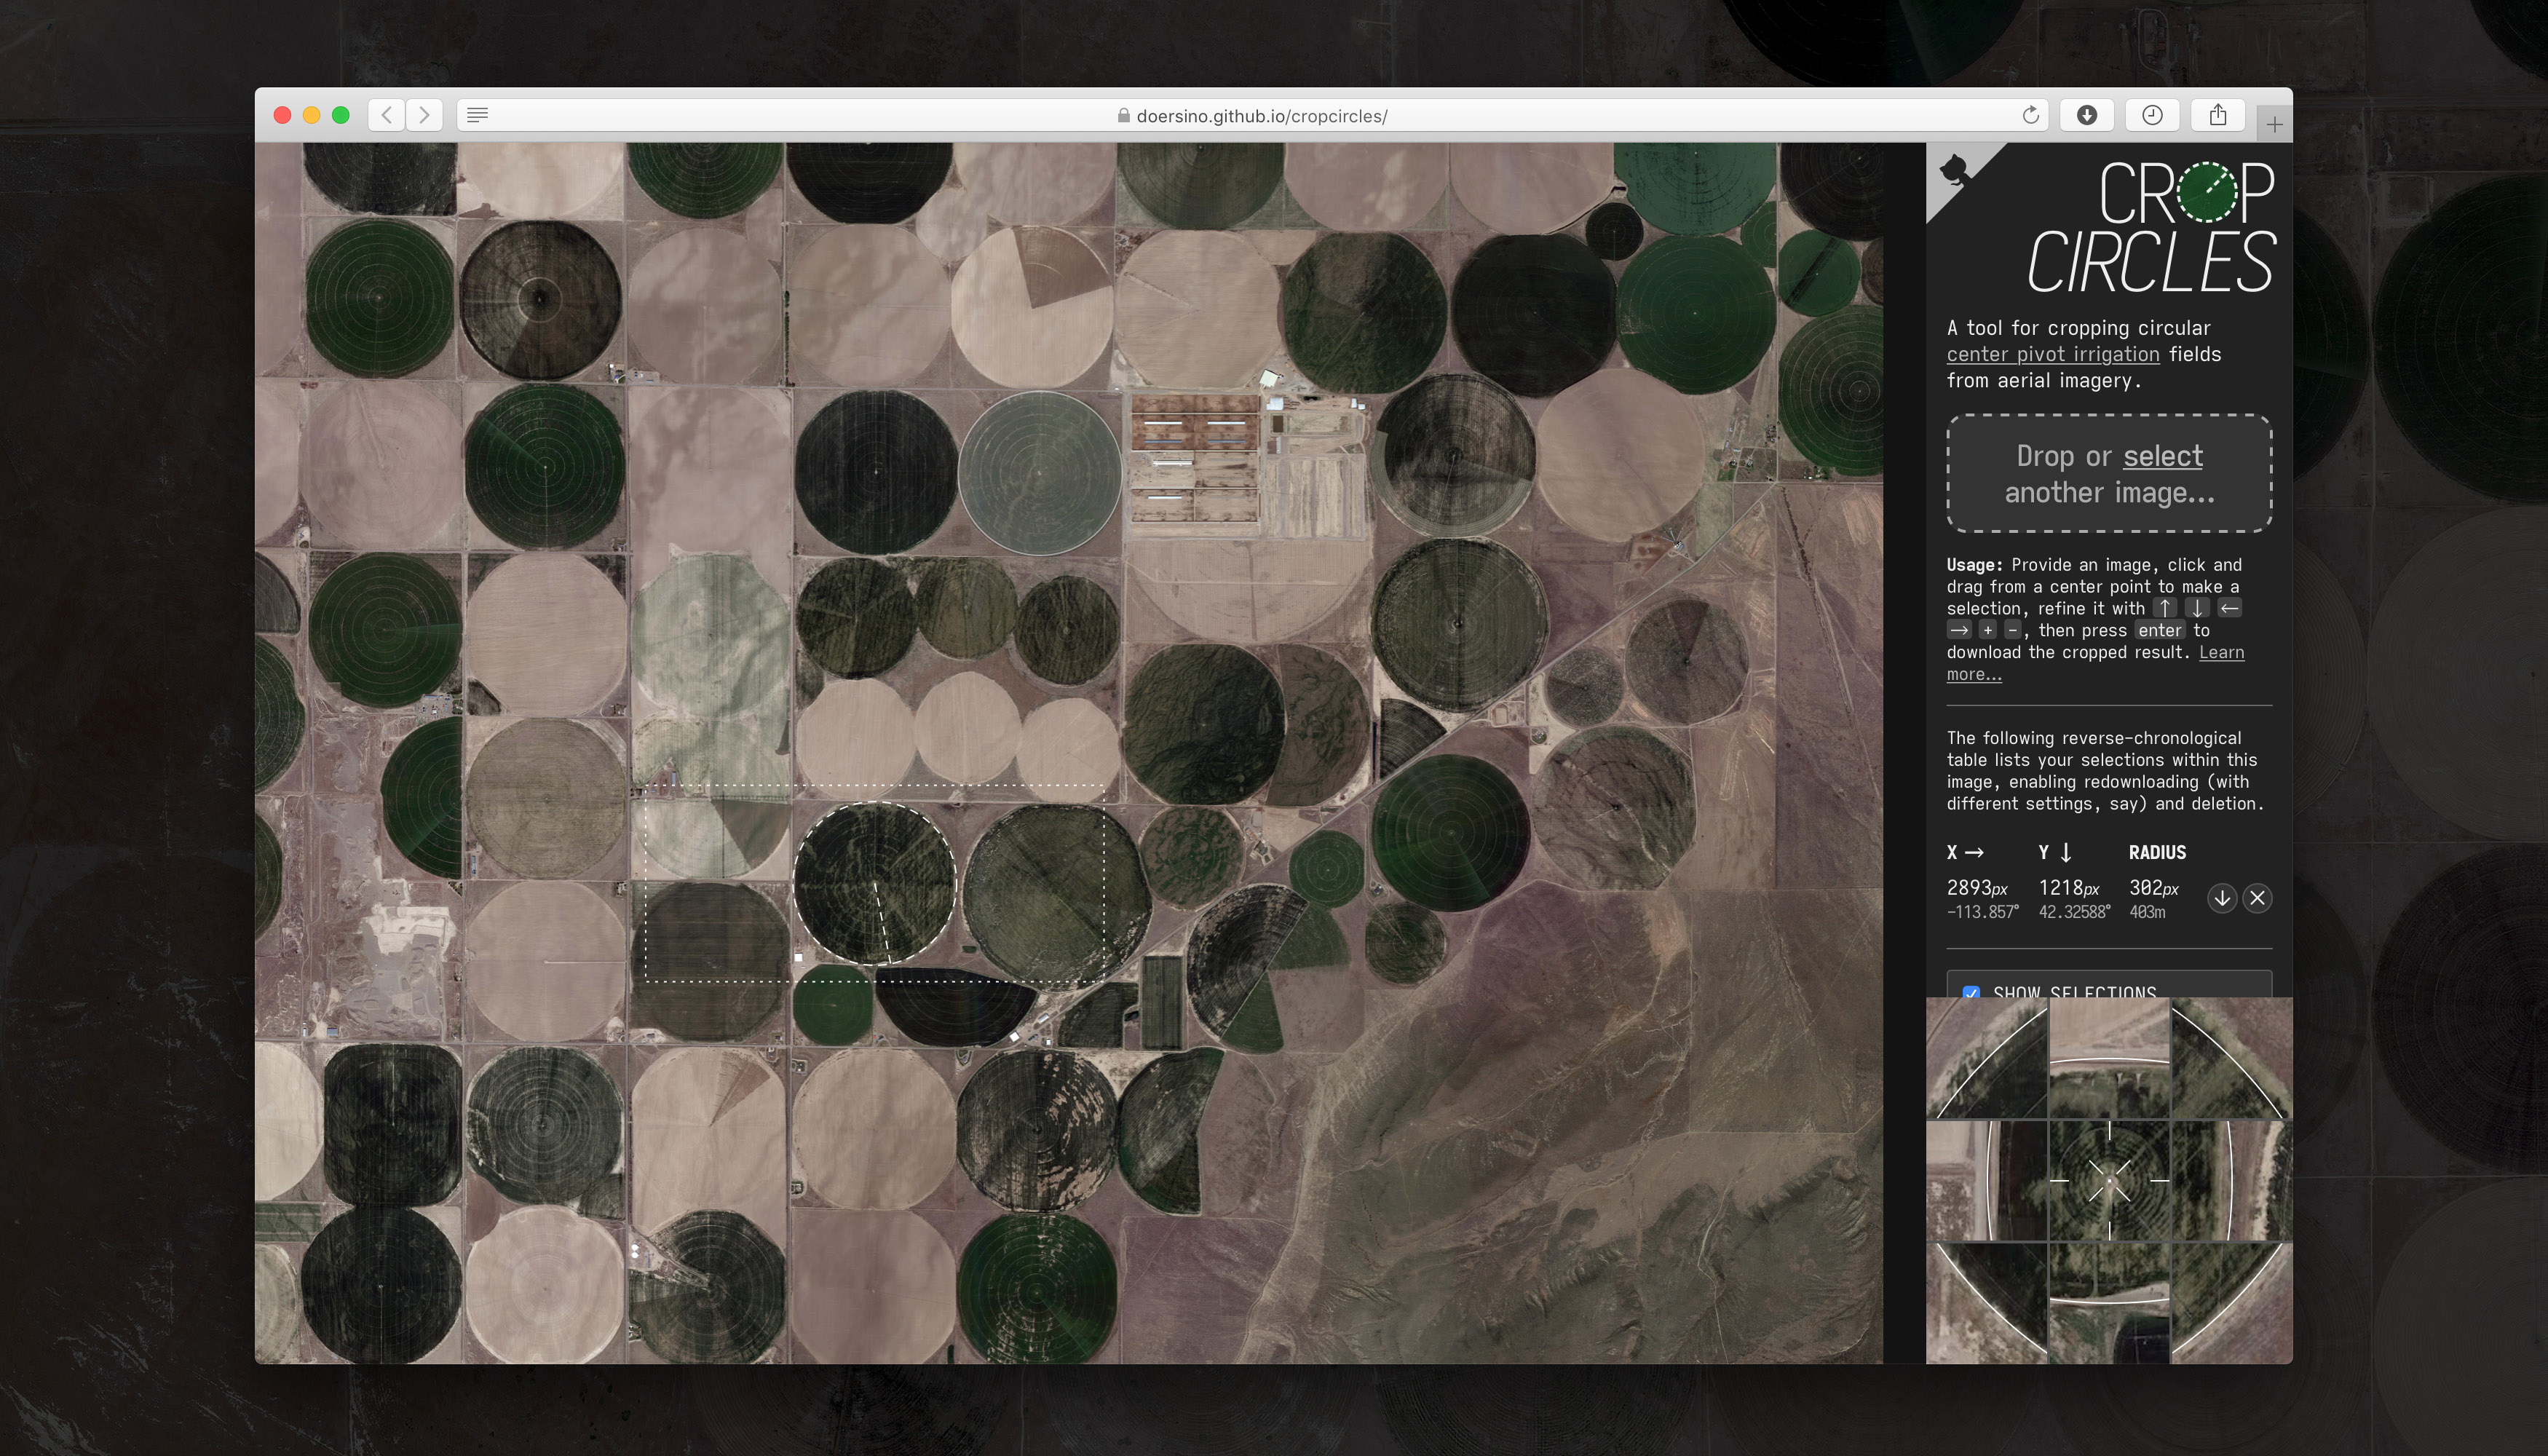 doersino.github.io/cropcircles/
CROP
CIRCLES
A tool for cropping circular
center pivot irrigation fields
from aerial imagery.
Drop or select
another image...
Usage: Provide an image, click and
drag from a center point to make a
selection, refine it with ↑ ↓ ←
→ + -, then press enter to
download the cropped result. Learn
more...
The following reverse-chronological
table lists your selections within this
image, enabling redownloading (with
different settings, say) and deletion.
X → Y ↓ RADIUS
2893px 1218px 302px
-113.857° 42.32588° 403m
SHOW SELECTIONS